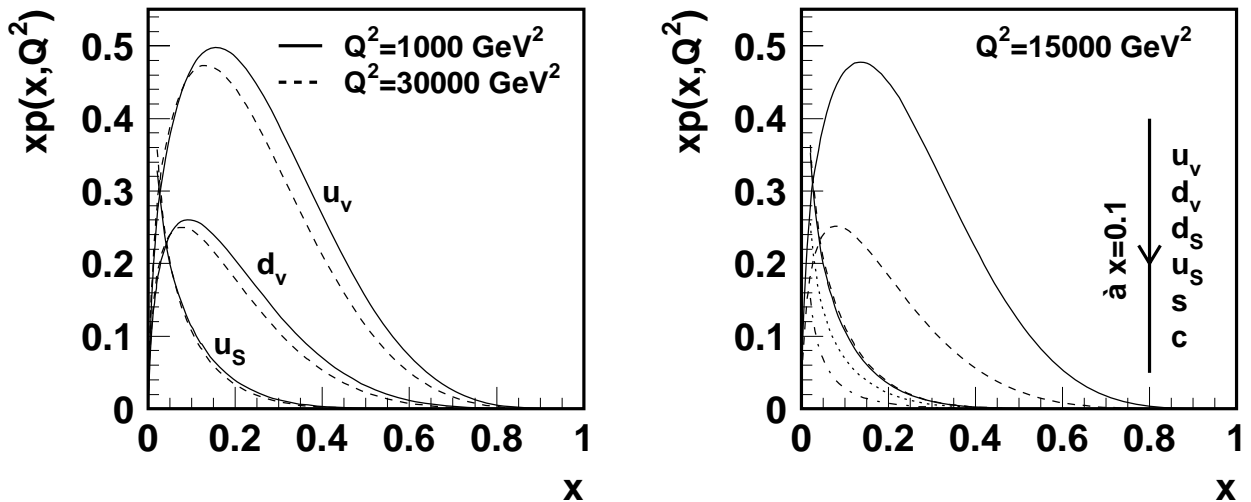 xp(x,Q²)
Q²=1000 GeV²
Q²=30000 GeV²
0.5
0.4
0.3
0.2
0.1
0
u_v
d_v
u_S
0 0.2 0.4 0.6 0.8 1
x
xp(x,Q²)
Q²=15000 GeV²
0.5
0.4
0.3
0.2
0.1
0
à x=0.1
u_v
d_v
d_S
u_S
s
c
0 0.2 0.4 0.6 0.8 1
x